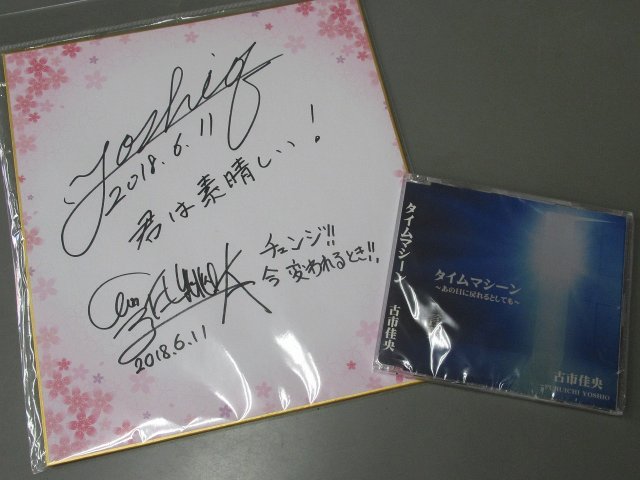 Yoshio
2018.6.11
君は素晴しい!
チェンジ!!
今変われるとき!!
2018.6.11
タイムマシーン
古市佳央
タイムマシーン
~あの日に戻れるとしても~
古市佳央
FURUICHI YOSHIO